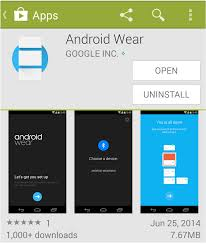 Apps
Android Wear
GOOGLE INC.
OPEN
UNINSTALL
android
wear
Let's get you set up
Choose a device
You're all done!
1
Jun 25, 2014
1,000+ downloads
7.67MB